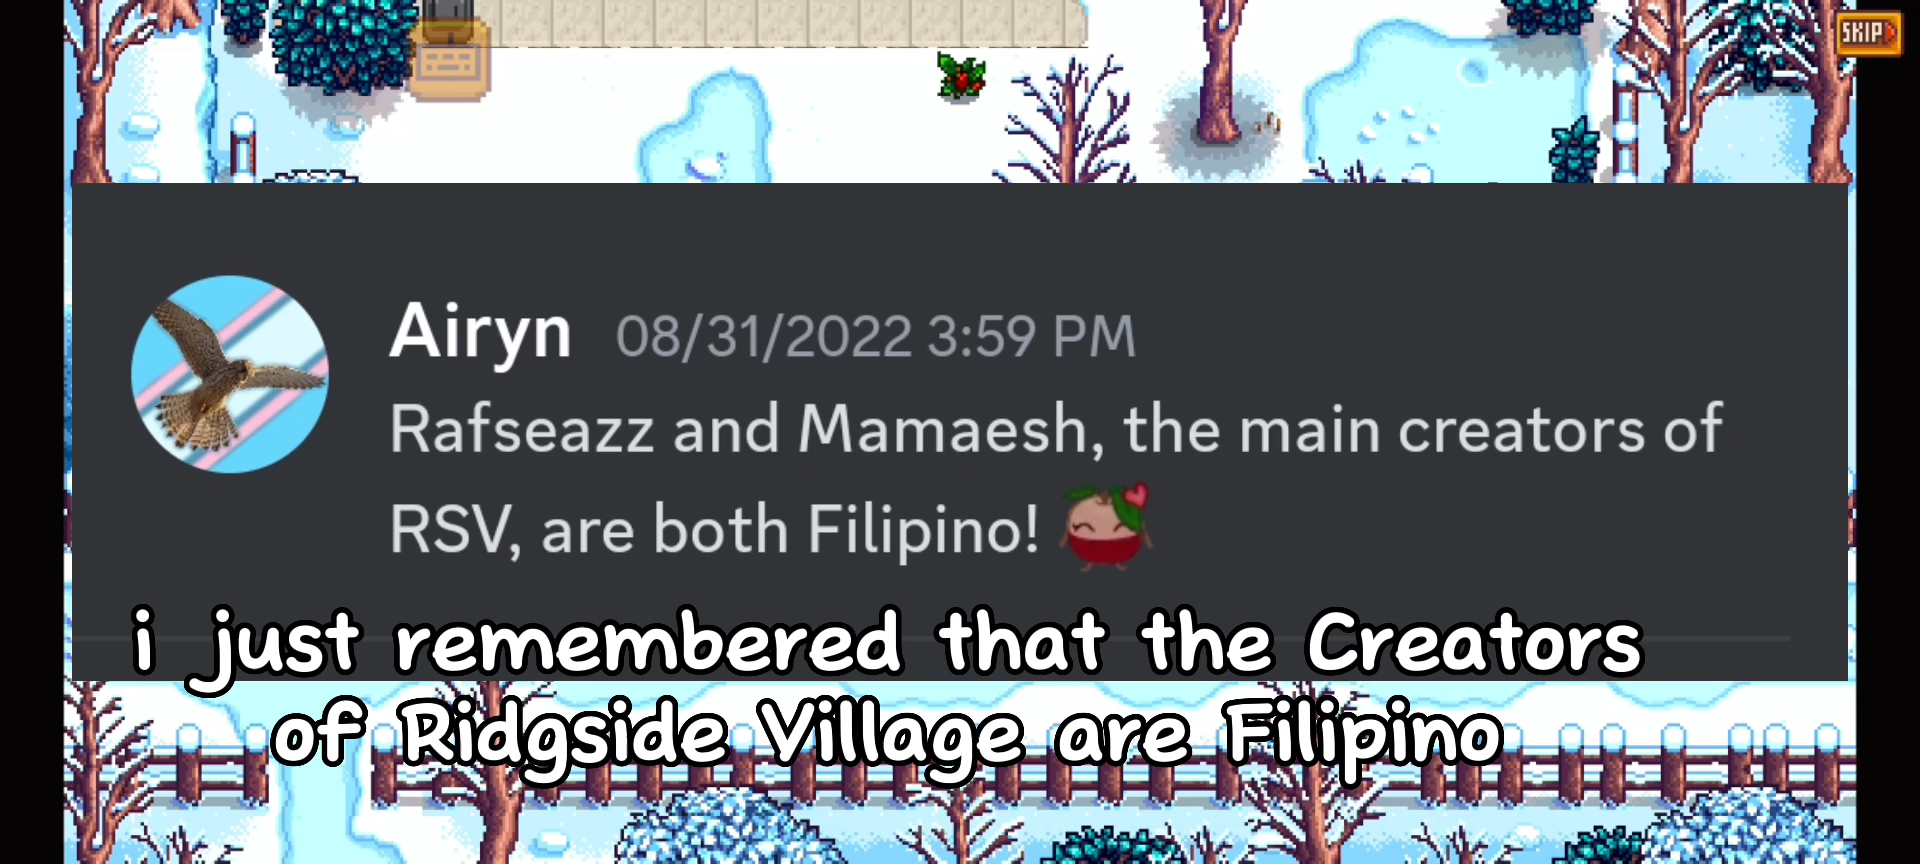 SKIP
Airyn 08/31/2022 3:59 PM
Rafseazz and Mamaesh, the main creators of
RSV, are both Filipino!
i just remembered that the Creators
of Ridgside Village are Filipino